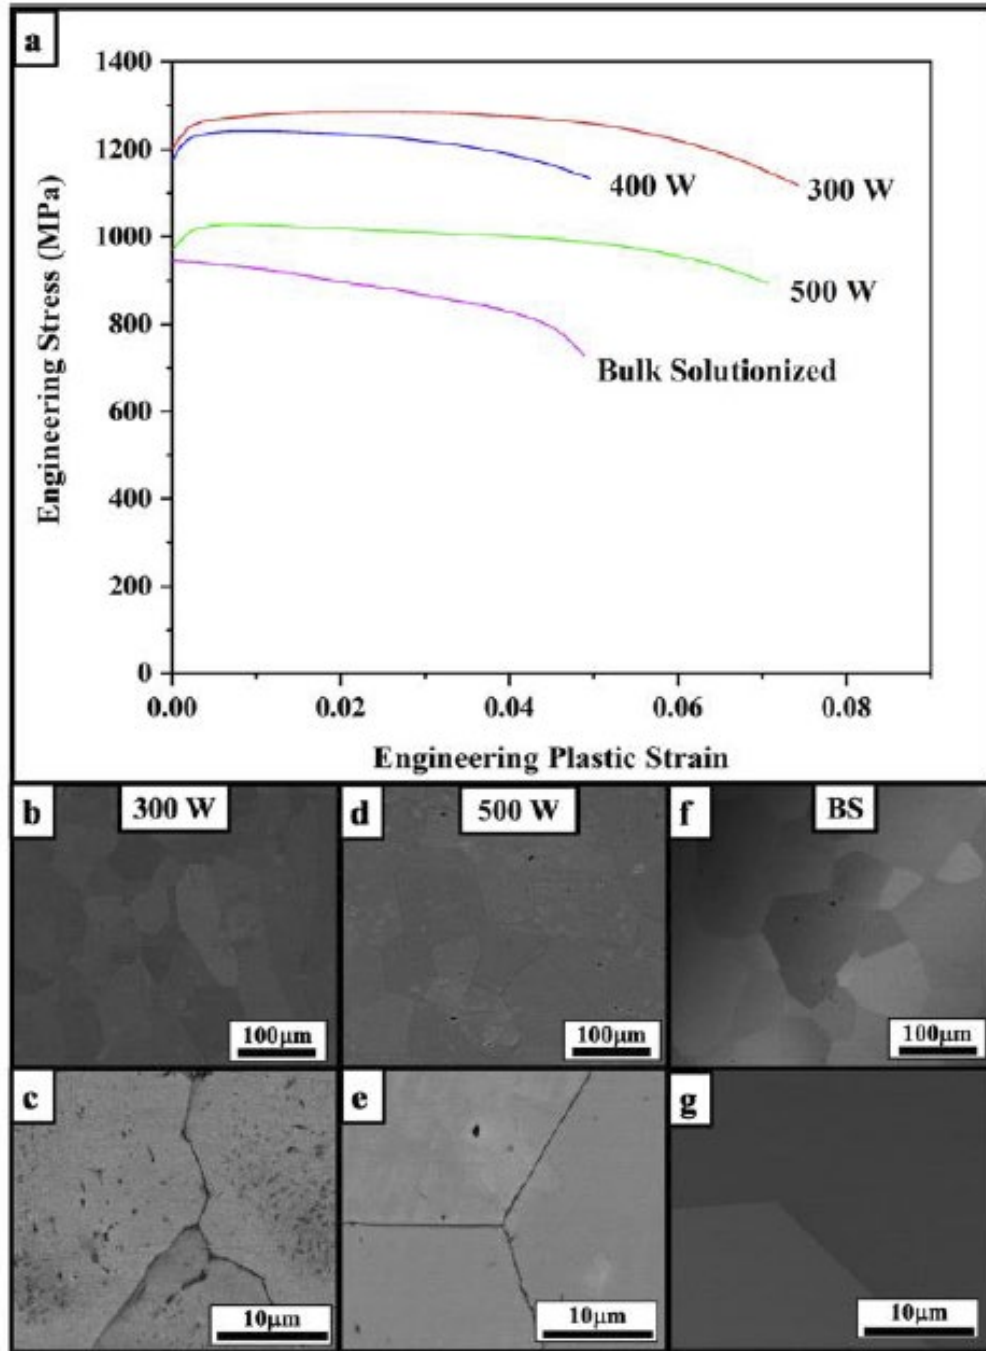 a
1400
1200
1000
800
600
400
200
0
Engineering Stress (MPa)
300 W
400 W
500 W
Bulk Solutionized
0.00 0.02 0.04 0.06 0.08
Engineering Plastic Strain
b 300 W
100μm
d 500 W
100μm
f BS
100μm
c
10μm
e
10μm
g
10μm